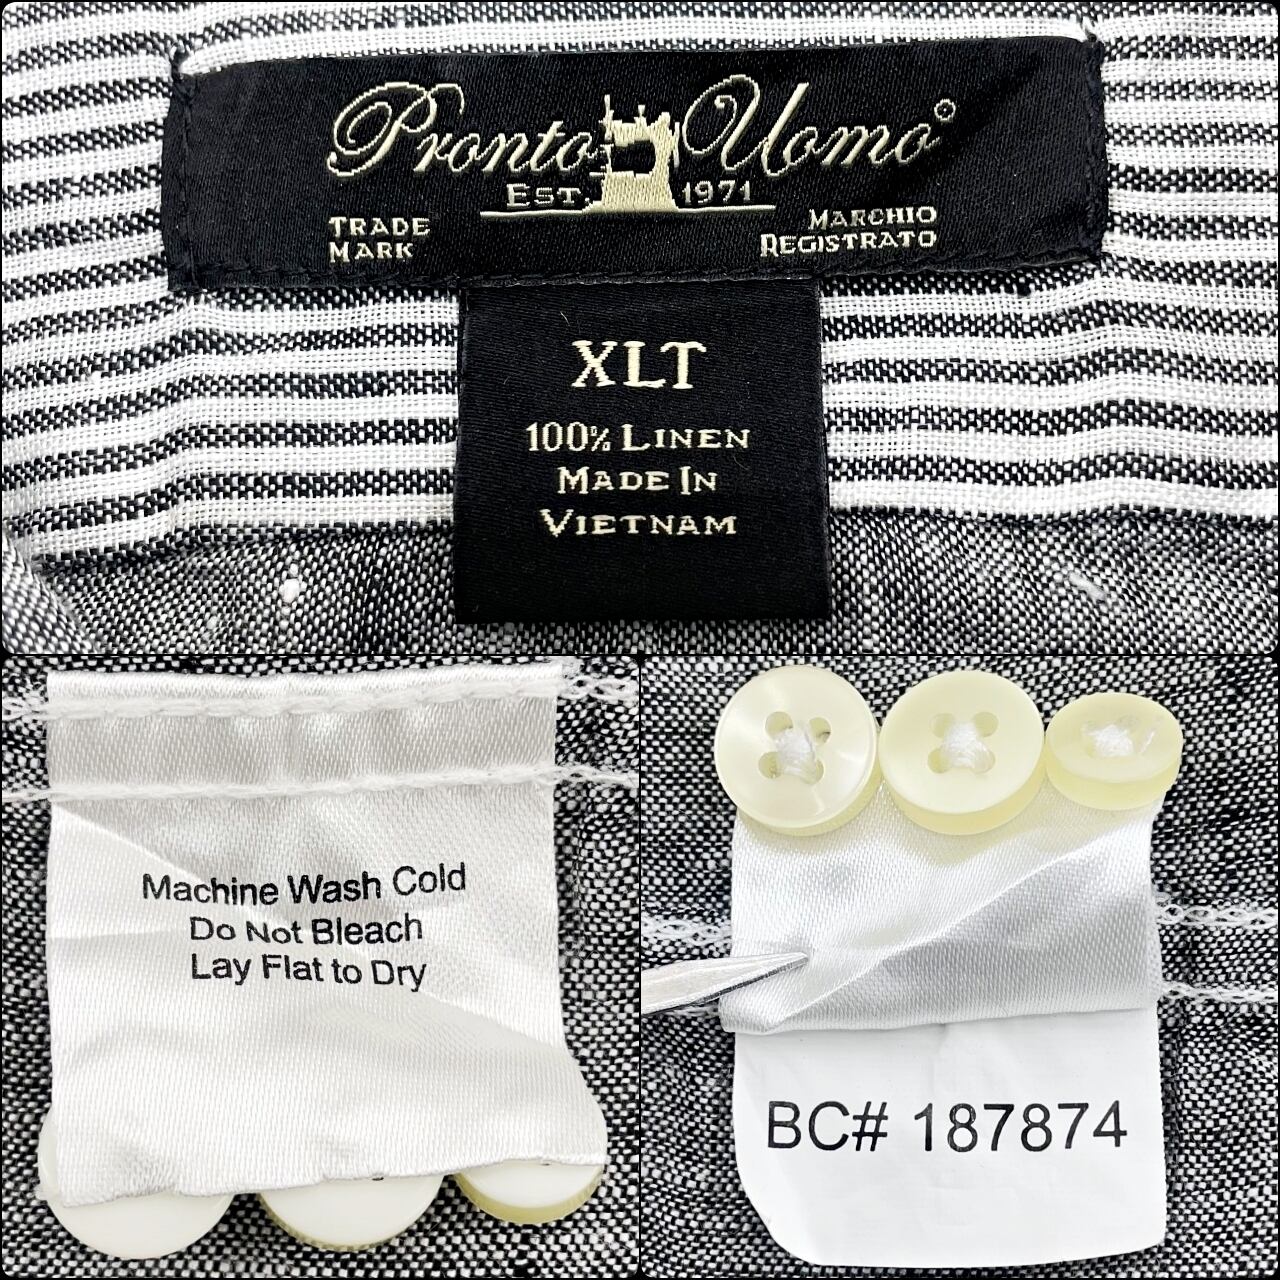 Pronto Uomo®
EST. 1971
TRADE MARK
MARCHIO REGISTRATO
XLT
100% LINEN
MADE IN
VIETNAM
Machine Wash Cold
Do Not Bleach
Lay Flat to Dry
BC# 187874